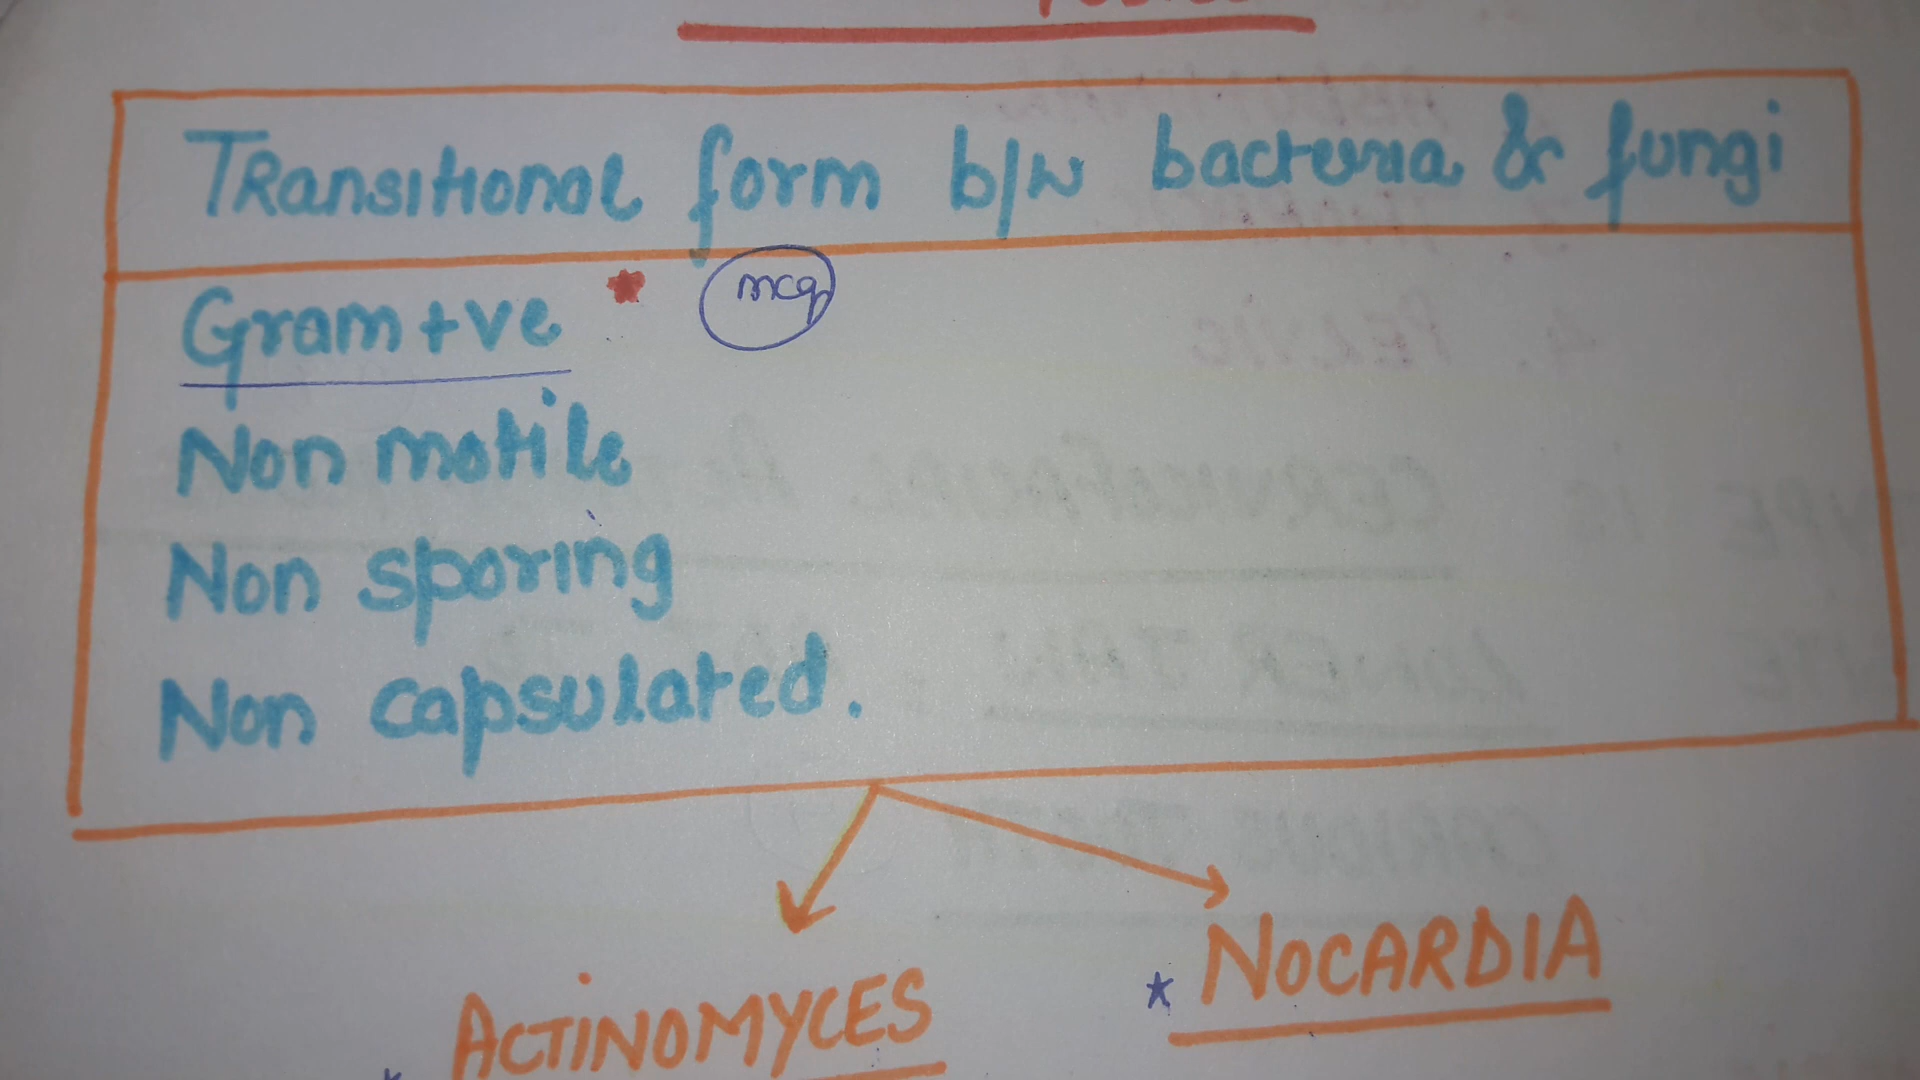 Transitional form b/w bacteria & fungi
Gram +ve * mcq
Non motile
Non sporing
Non capsulated.
* NOCARDIA
ACTINOMYCES